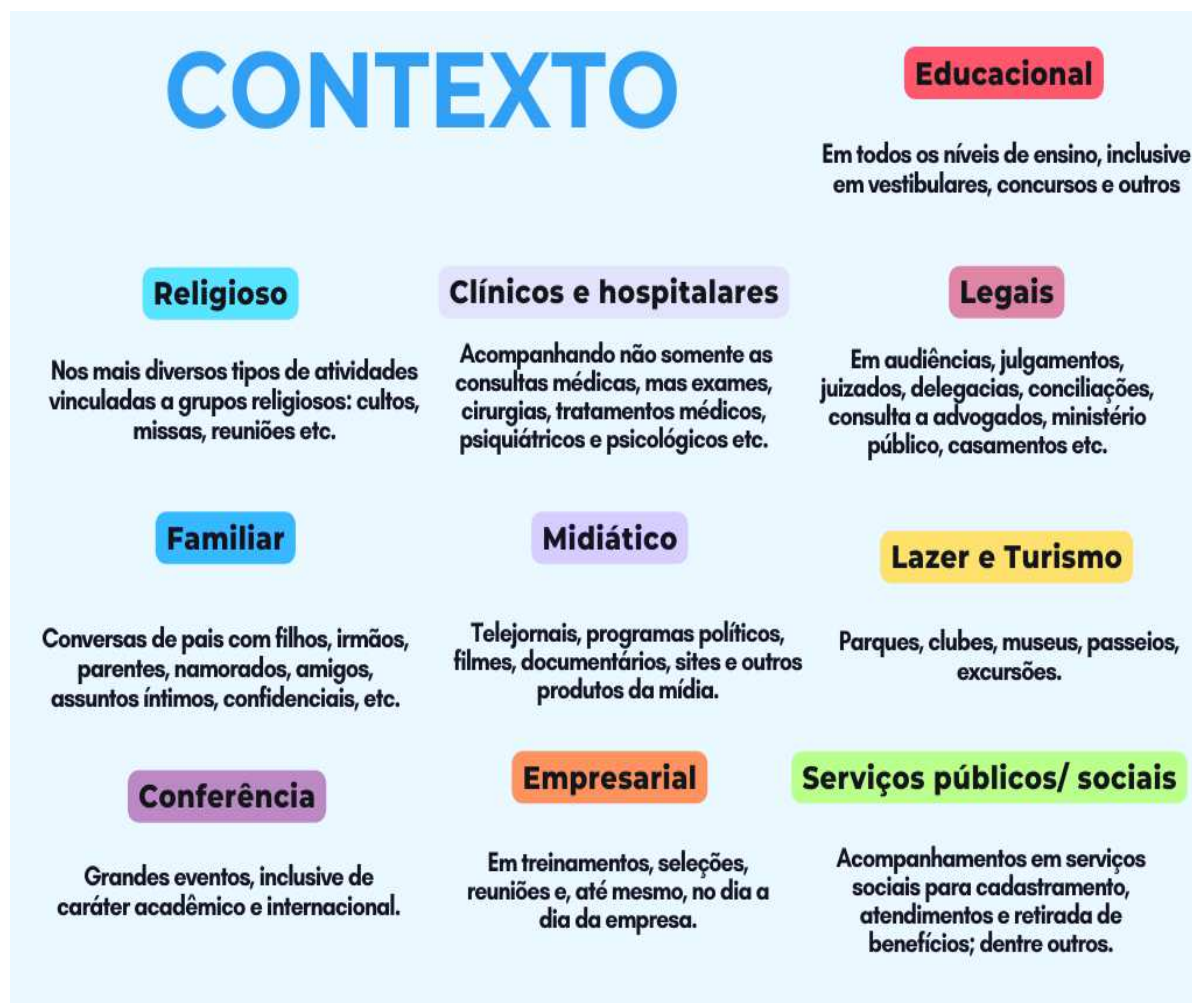 CONTEXTO
Educacional
Em todos os níveis de ensino, inclusive
em vestibulares, concursos e outros
Religioso
Nos mais diversos tipos de atividades
vinculadas a grupos religiosos: cultos,
missas, reuniões etc.
Clínicos e hospitalares
Acompanhando não somente as
consultas médicas, mas exames,
cirurgias, tratamentos médicos,
psiquiátricos e psicológicos etc.
Legais
Em audiências, julgamentos,
juizados, delegacias, conciliações,
consulta a advogados, ministério
público, casamentos etc.
Familiar
Conversas de pais com filhos, irmãos,
parentes, namorados, amigos,
assuntos íntimos, confidenciais, etc.
Midiático
Telejornais, programas políticos,
filmes, documentários, sites e outros
produtos da mídia.
Lazer e Turismo
Parques, clubes, museus, passeios,
excursões.
Conferência
Grandes eventos, inclusive de
caráter acadêmico e internacional.
Empresarial
Em treinamentos, seleções,
reuniões e, até mesmo, no dia a
dia da empresa.
Serviços públicos/ sociais
Acompanhamentos em serviços
sociais para cadastramento,
atendimentos e retirada de
benefícios; dentre outros.